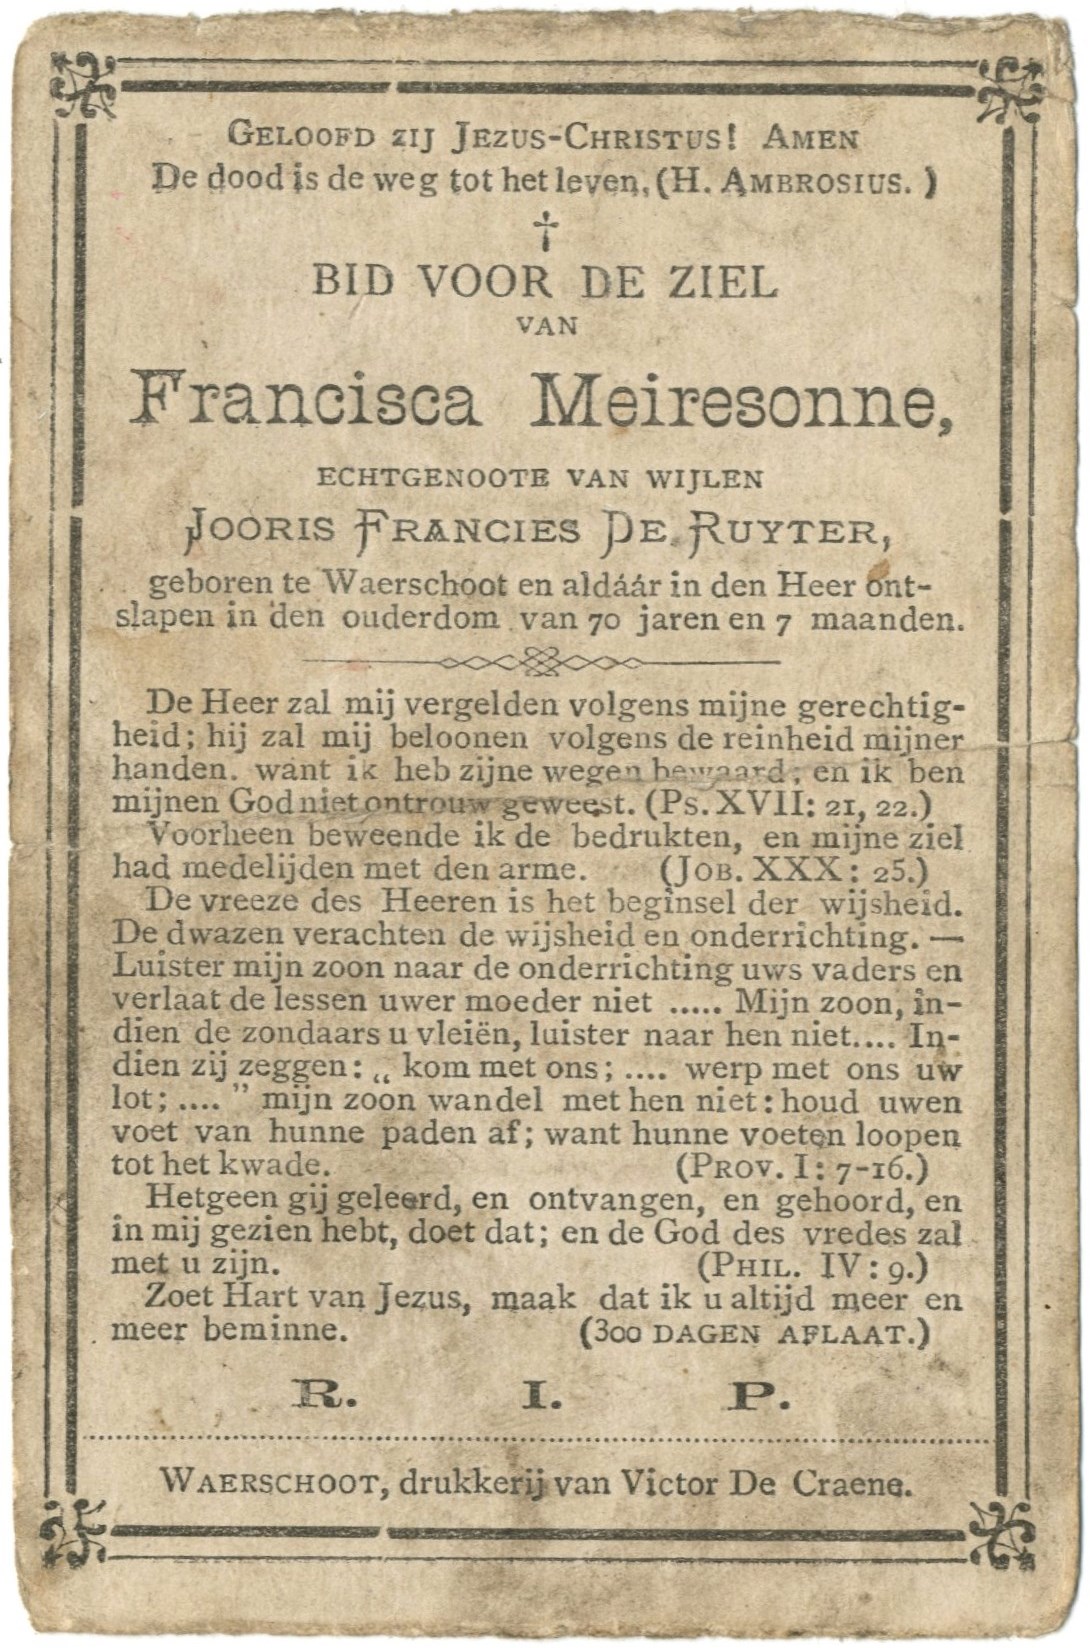 GELOOFD ZIJ JEZUS-CHRISTUS! AMEN
De dood is de weg tot het leven, (H. AMBROSIUS.)
†
BID VOOR DE ZIEL
VAN
Francisca Meiresonne,
ECHTGENOOTE VAN WIJLEN
JOORIS FRANCIES DE RUYTER,
geboren te Waerschoot en aldáár in den Heer ont-
slapen in den ouderdom van 70 jaren en 7 maanden.
De Heer zal mij vergelden volgens mijne gerechtig-
heid; hij zal mij beloonen volgens de reinheid mijner
handen. want ik heb zijne wegen bewaard; en ik ben
mijnen God niet ontrouw geweest. (Ps. XVII: 21, 22.)
Voorheen beweende ik de bedrukten, en mijne ziel
had medelijden met den arme. (JOB. XXX: 25.)
De vreeze des Heeren is het beginsel der wijsheid.
De dwazen verachten de wijsheid en onderrichting. —
Luister mijn zoon naar de onderrichting uws vaders en
verlaat de lessen uwer moeder niet ..... Mijn zoon, in-
dien de zondaars u vleiën, luister naar hen niet.... In-
dien zij zeggen: „ kom met ons; .... werp met ons uw
lot; .... ” mijn zoon wandel met hen niet: houd uwen
voet van hunne paden af; want hunne voeten loopen
tot het kwade. (PROV. I: 7-16.)
Hetgeen gij geleerd, en ontvangen, en gehoord, en
in mij gezien hebt, doet dat; en de God des vredes zal
met u zijn. (PHIL. IV: 9.)
Zoet Hart van Jezus, maak dat ik u altijd meer en
meer beminne. (300 DAGEN AFLAAT.)
R. I. P.
WAERSCHOOT, drukkerij van Victor De Craene.